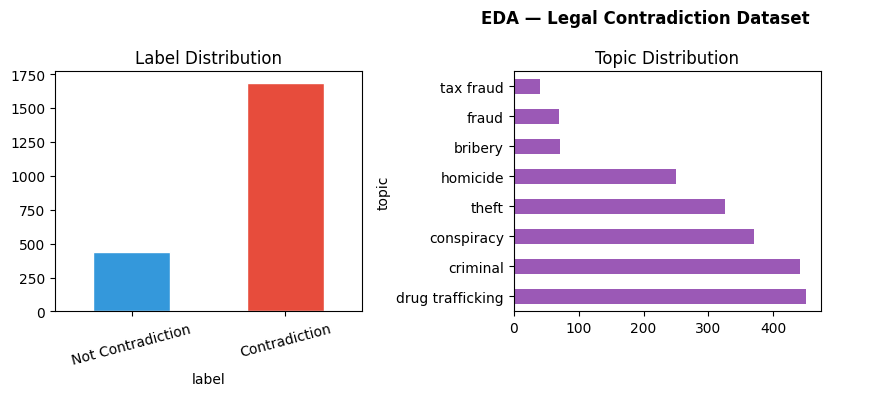 EDA — Legal Contradiction Dataset
Label Distribution
1750
1500
1250
1000
750
500
250
0
Not Contradiction
Contradiction
label
Topic Distribution
topic
tax fraud
fraud
bribery
homicide
theft
conspiracy
criminal
drug trafficking
0 100 200 300 400